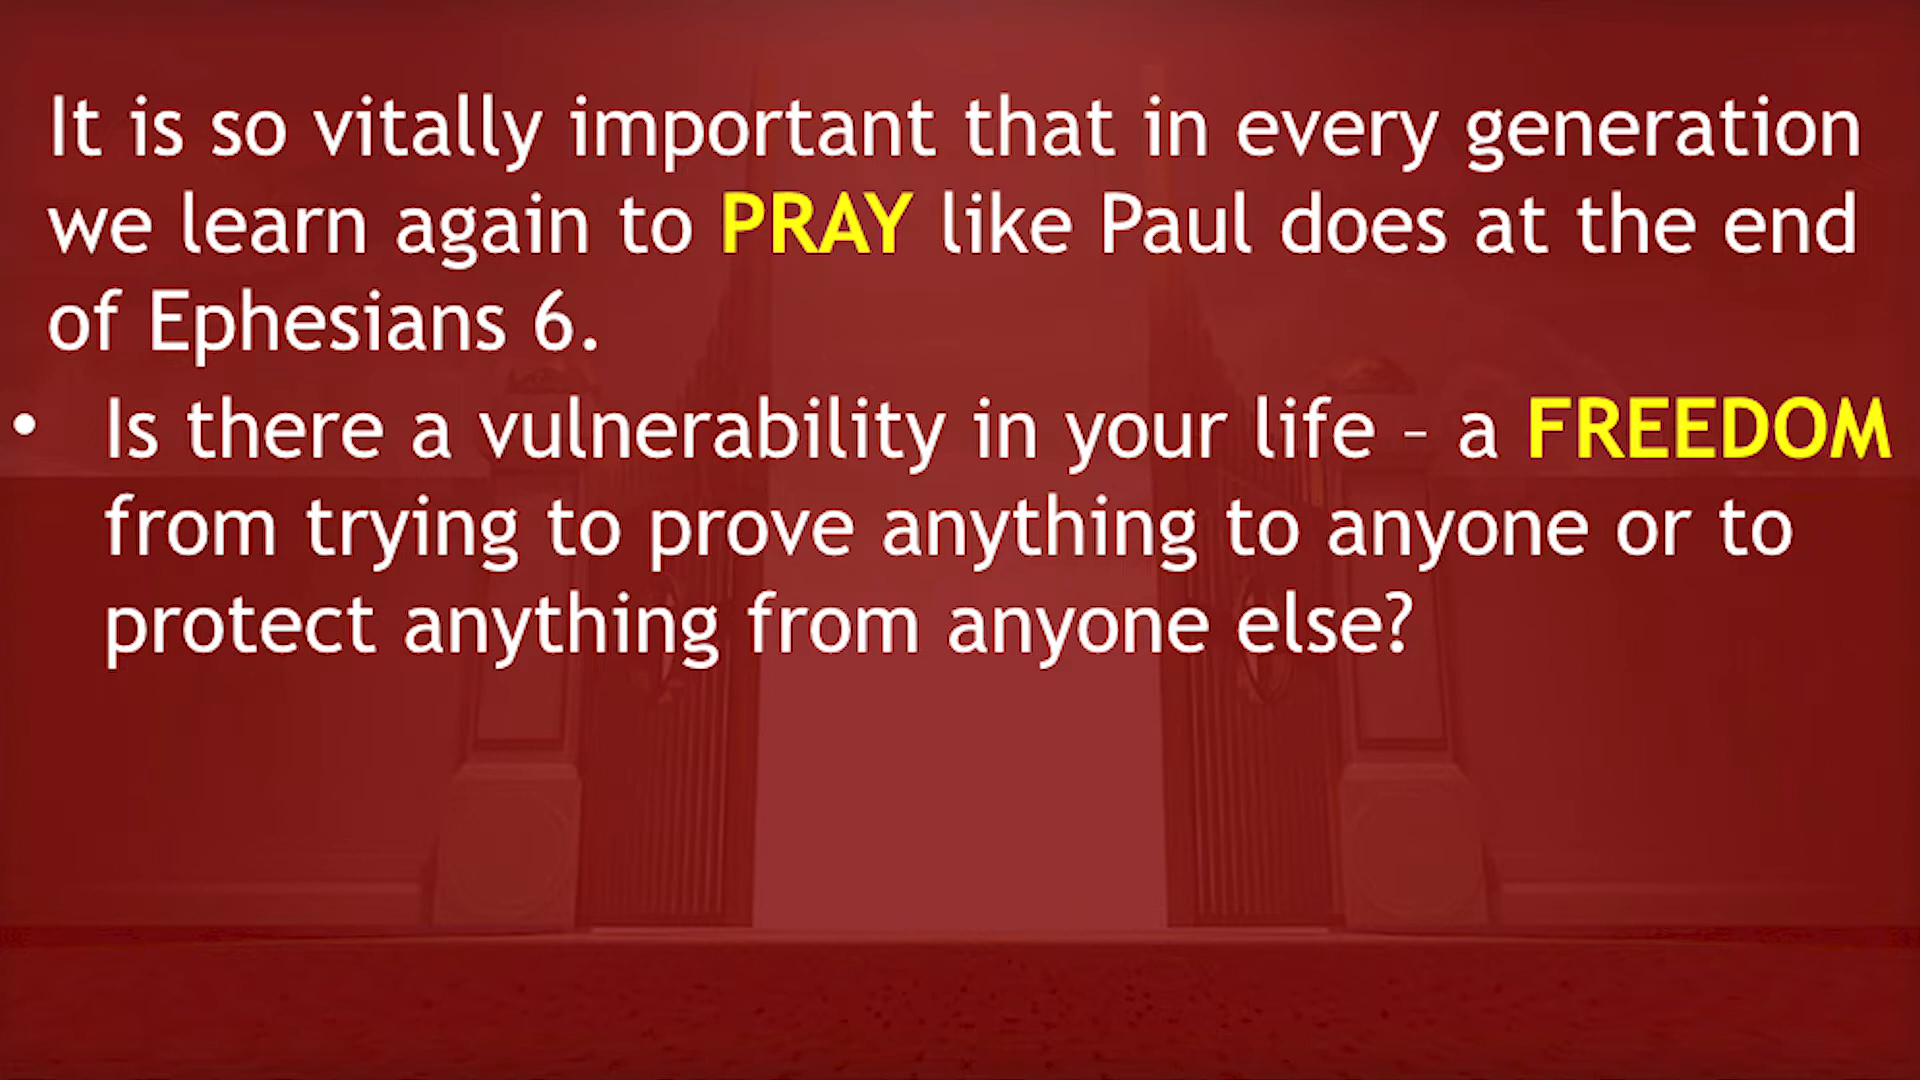 It is so vitally important that in every generation
we learn again to PRAY like Paul does at the end
of Ephesians 6.
• Is there a vulnerability in your life – a FREEDOM
from trying to prove anything to anyone or to
protect anything from anyone else?